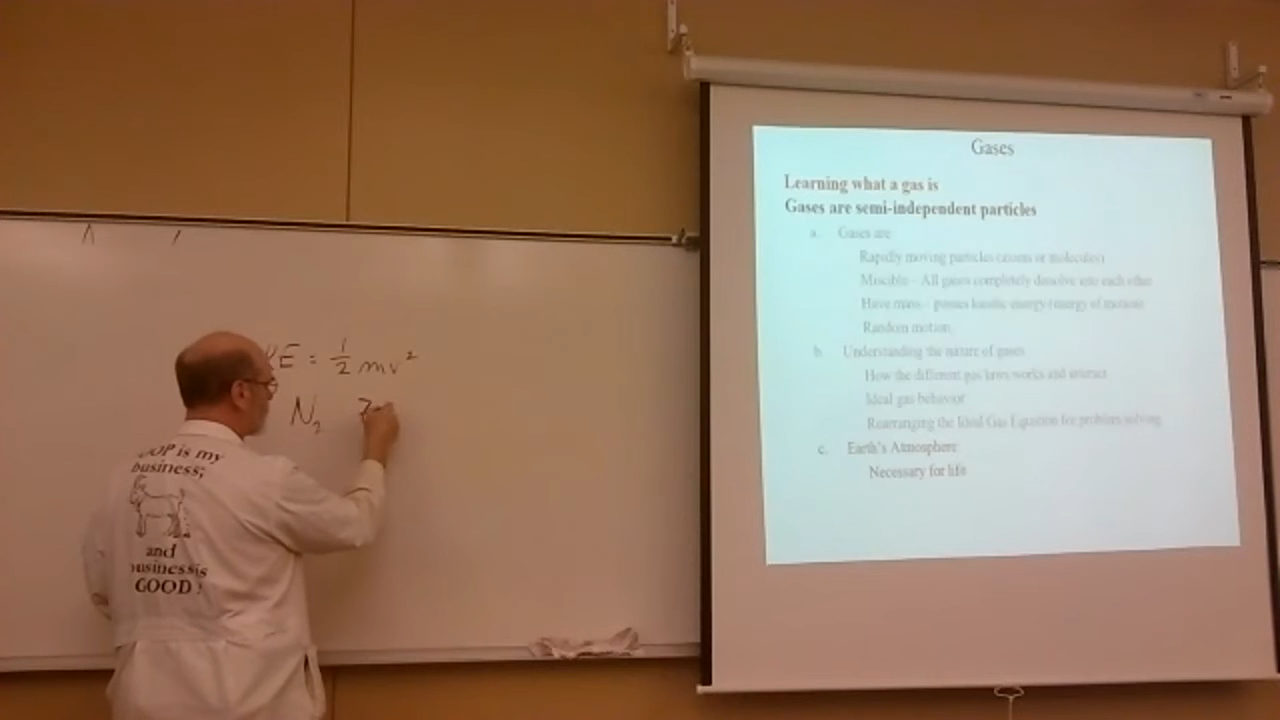 KE = 1/2 mv²
N₂
is my
business;
and
business is
GOOD!
Gases
Learning what a gas is
Gases are semi-independent particles
a. Gases are
Rapidly moving particles (atoms or molecules)
Miscible - All gases completely dissolve into each other
Have mass - posses kinetic energy (energy of motion)
Random motion
b. Understanding the nature of gases
How the different gas laws works and interact
Ideal gas behavior
Rearranging the Ideal Gas Equation for problem solving
c. Earth's Atmosphere
Necessary for life